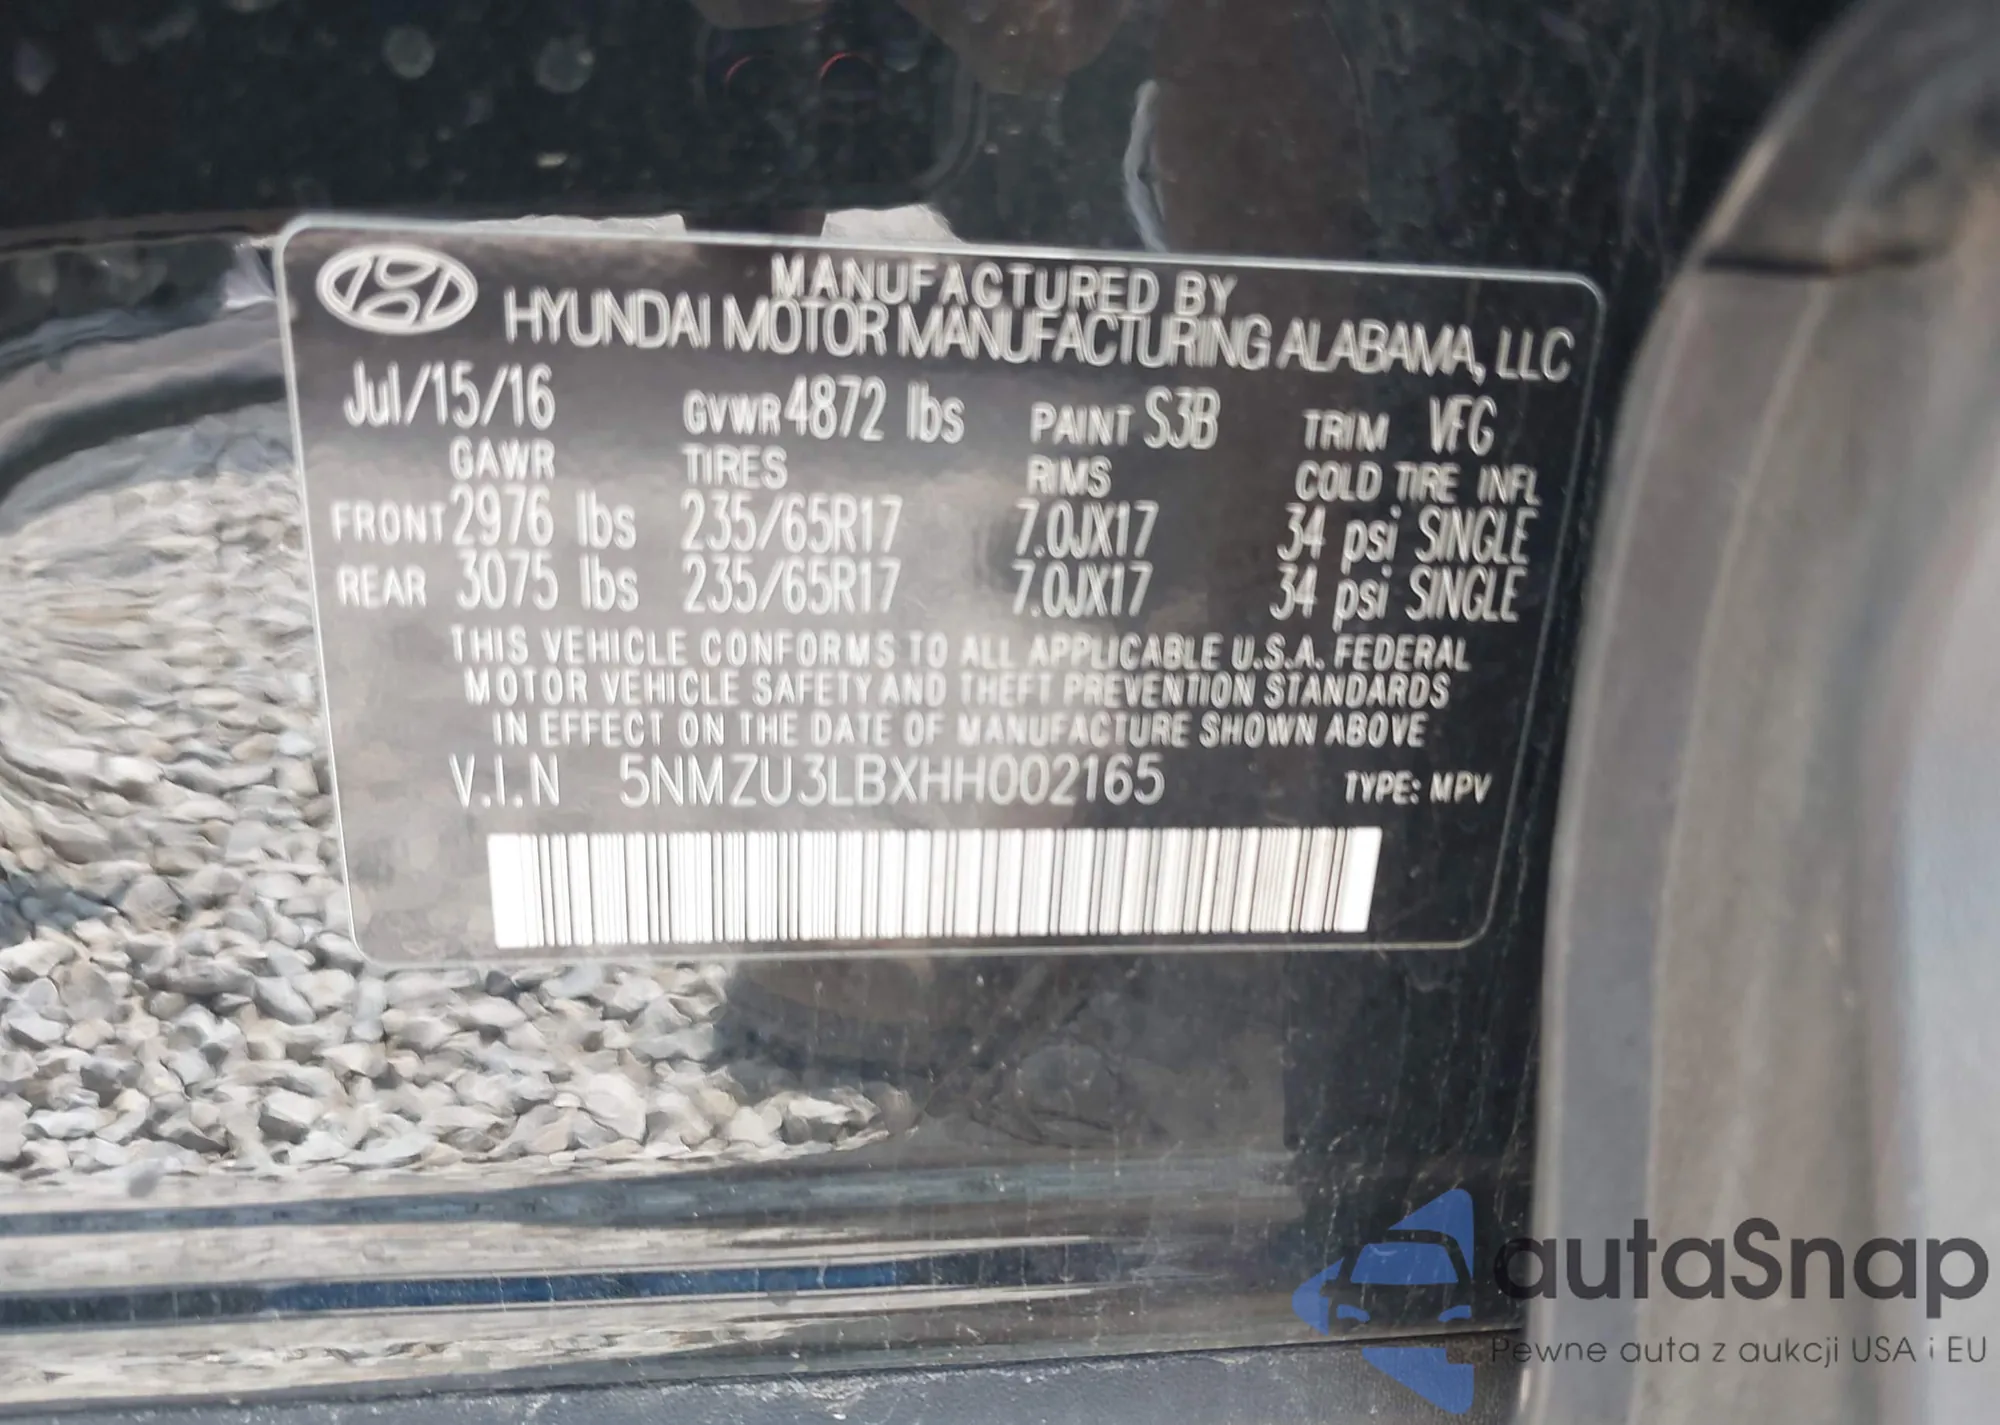 MANUFACTURED BY
HYUNDAI MOTOR MANUFACTURING ALABAMA, LLC
Jul/15/16 GVWR 4872 lbs PAINT S3B TRIM VFG
GAWR TIRES RIMS COLD TIRE INFL
FRONT 2976 lbs 235/65R17 7.0JX17 34 psi SINGLE
REAR 3075 lbs 235/65R17 7.0JX17 34 psi SINGLE
THIS VEHICLE CONFORMS TO ALL APPLICABLE U.S.A. FEDERAL
MOTOR VEHICLE SAFETY AND THEFT PREVENTION STANDARDS
IN EFFECT ON THE DATE OF MANUFACTURE SHOWN ABOVE
V.I.N 5NMZU3LBXHH002165 TYPE: MPV
autaSnap
Pewne auta z aukcji USA i EU